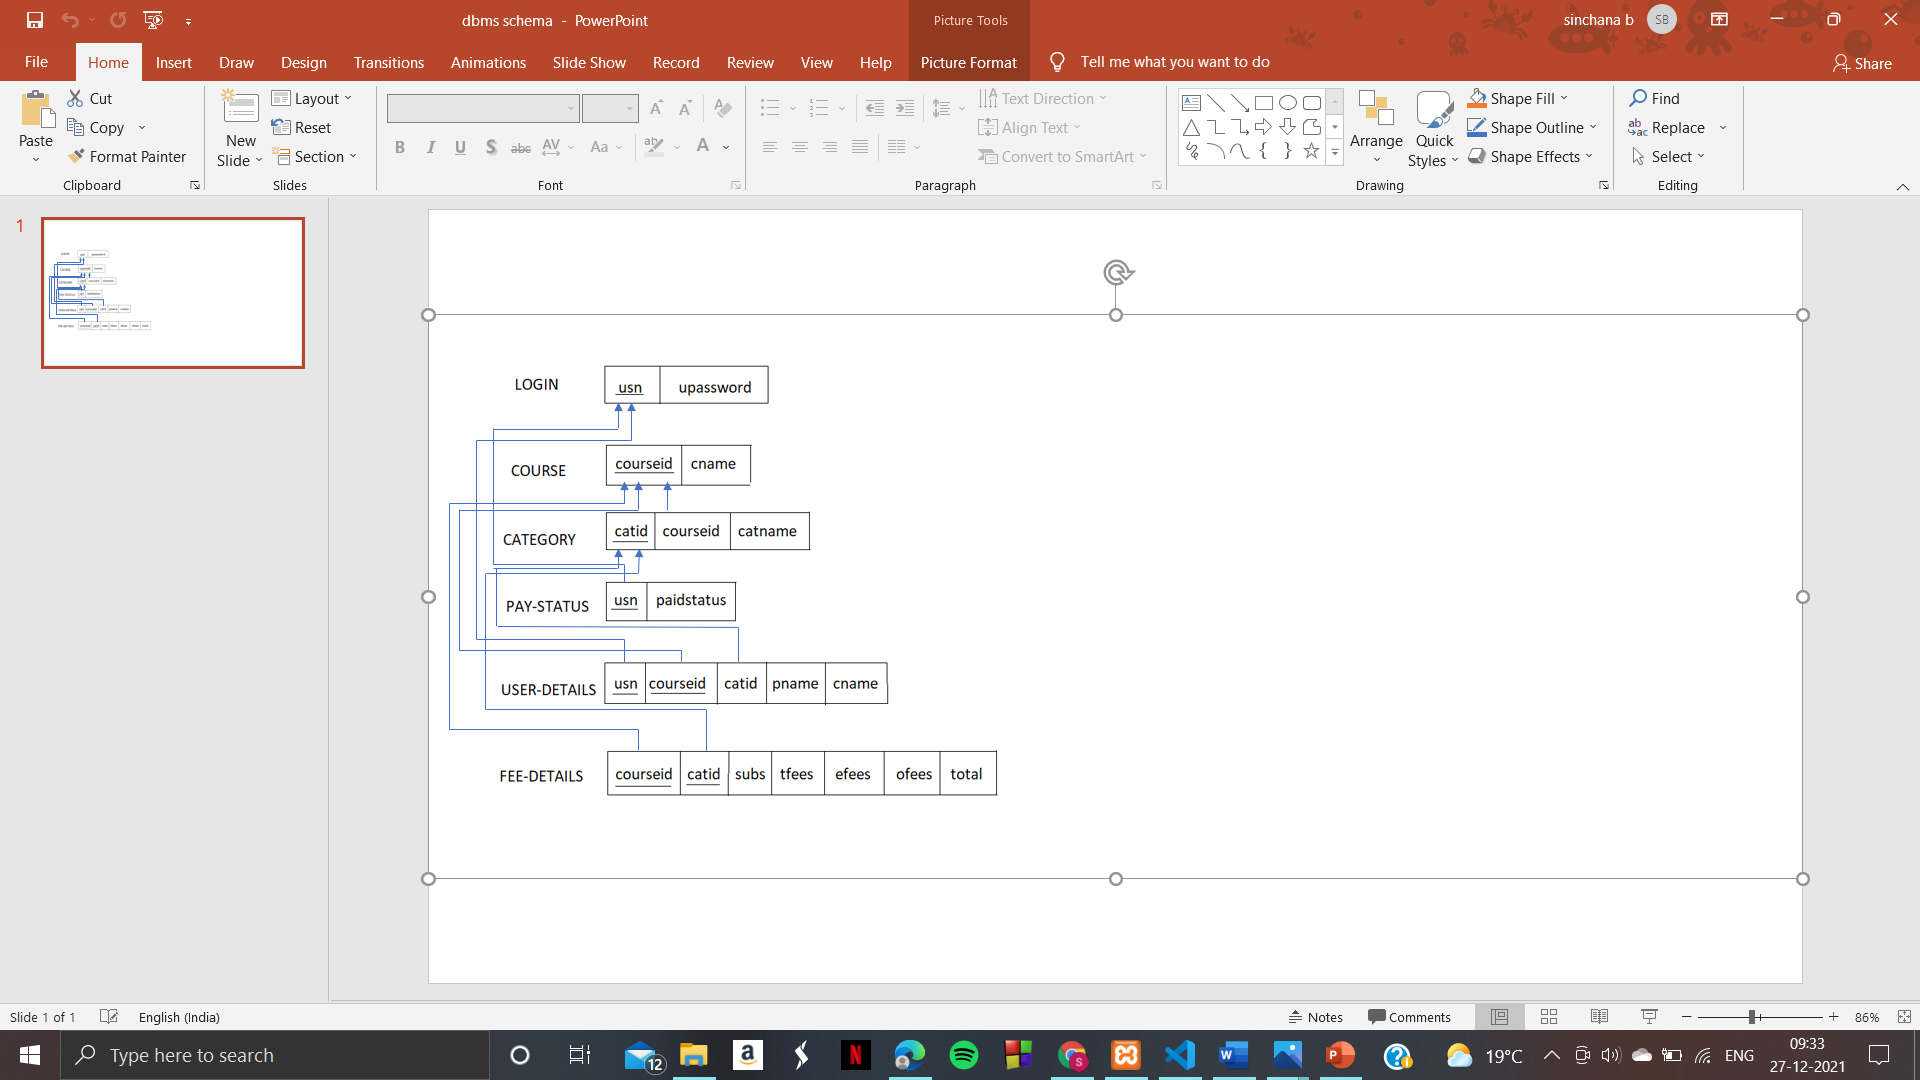 dbms schema - PowerPoint
Picture Tools
sinchana b
SB
File
Home
Insert
Draw
Design
Transitions
Animations
Slide Show
Record
Review
View
Help
Picture Format
Tell me what you want to do
Share
Paste
Cut
Copy
Format Painter
Clipboard
New Slide
Layout
Reset
Section
Slides
B I U S abc AV Aa A
Font
Text Direction
Align Text
Convert to SmartArt
Paragraph
Arrange
Quick Styles
Shape Fill
Shape Outline
Shape Effects
Drawing
Find
Replace
Select
Editing
1
LOGIN usn upassword
COURSE courseid cname
CATEGORY catid courseid catname
PAY-STATUS usn paidstatus
USER-DETAILS usn courseid catid pname cname
FEE-DETAILS courseid catid subs tfees efees ofees total
Slide 1 of 1
English (India)
Notes
Comments
86%
Type here to search
12
19°C
ENG
09:33
27-12-2021